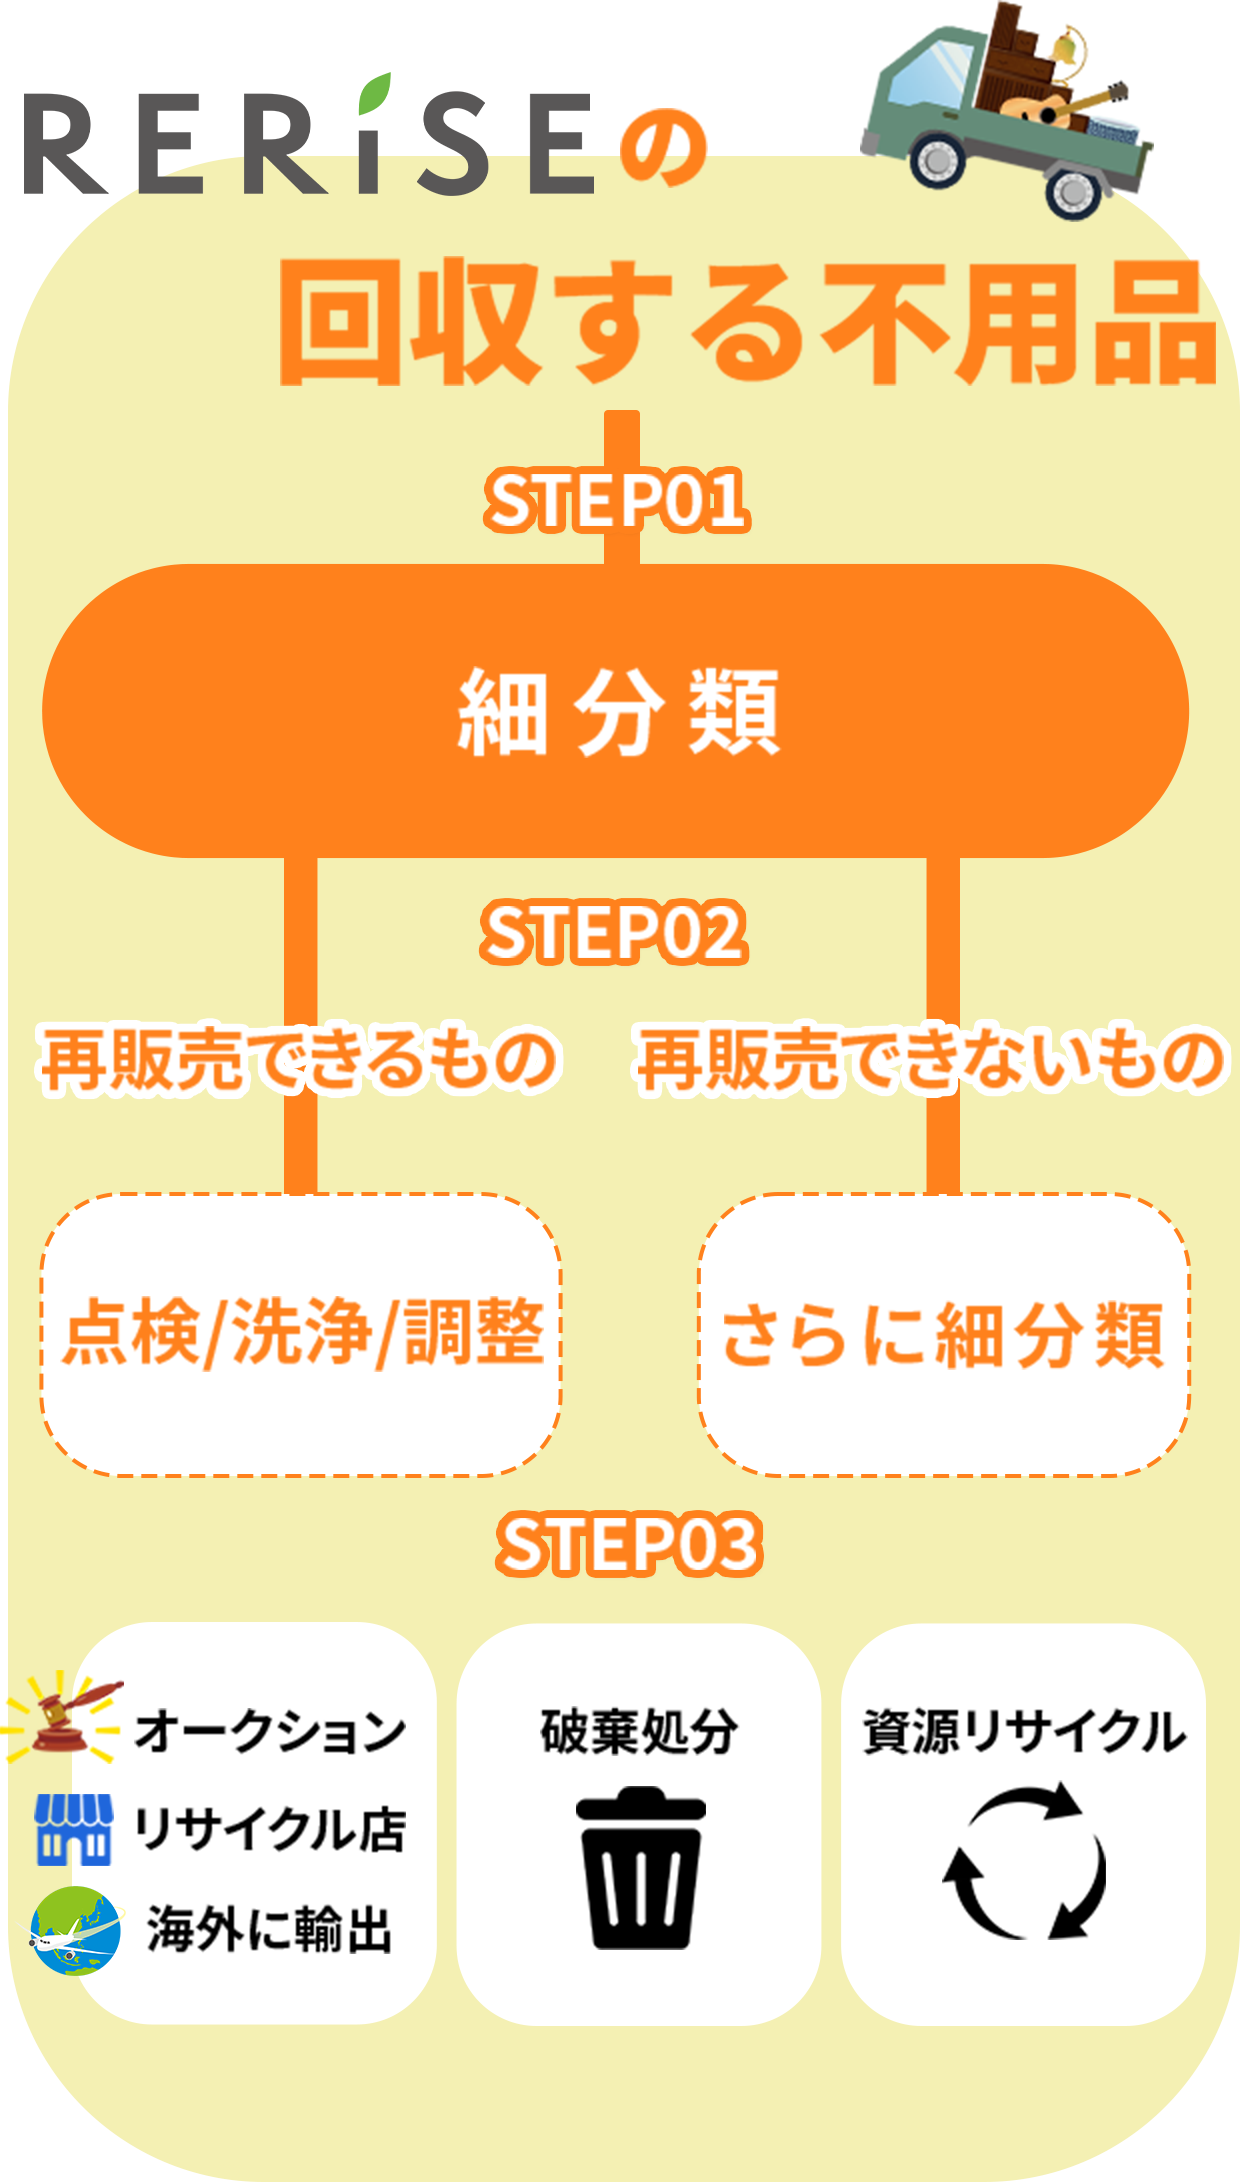 RERiSEの
回収する不用品
STEP01
細分類
STEP02
再販売できるもの
再販売できないもの
点検/洗浄/調整
さらに細分類
STEP03
オークション
リサイクル店
海外に輸出
破棄処分
資源リサイクル